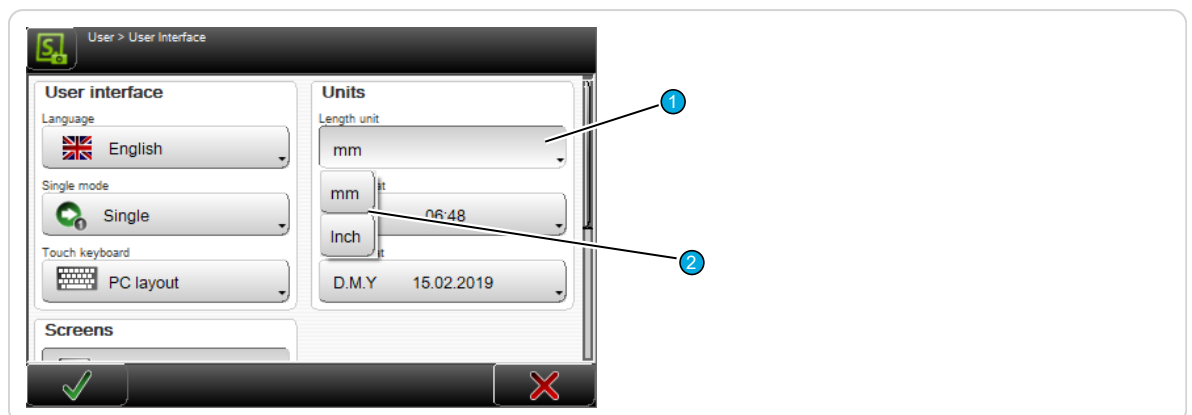 User > User Interface
User interface
Language
English
Single mode
Single
Touch keyboard
PC layout
Screens
Units
Length unit
mm
mm
Inch
06:48
D.M.Y 15.02.2019
1
2